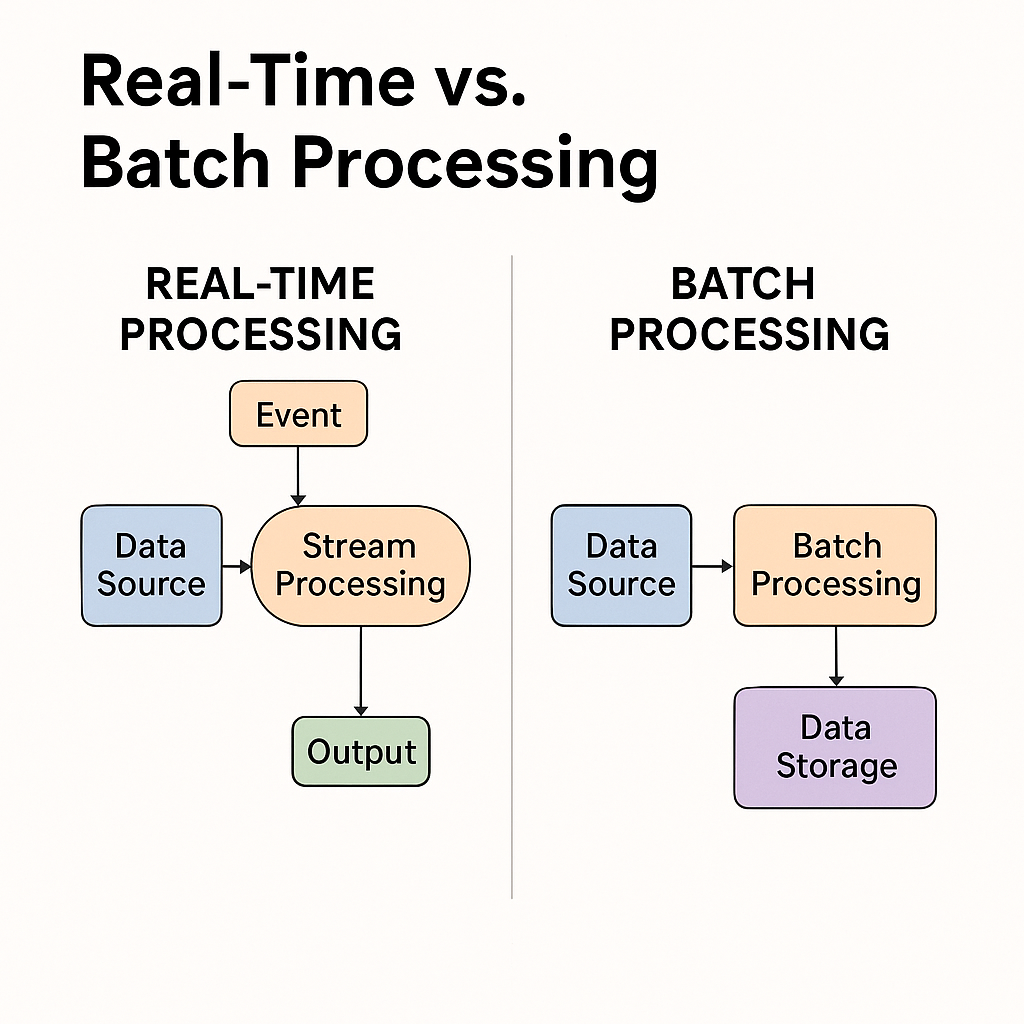 Real-Time vs.
Batch Processing
REAL-TIME
PROCESSING
Event
Data
Source
Stream
Processing
Output
BATCH
PROCESSING
Data
Source
Batch
Processing
Data
Storage